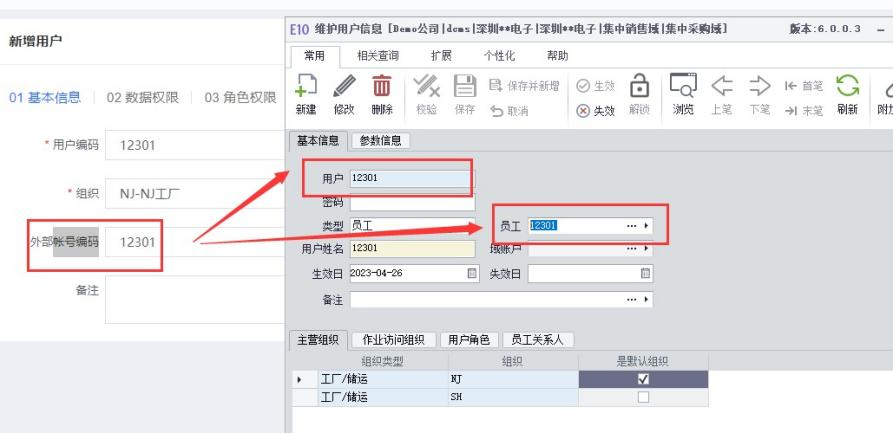 新增用户
01 基本信息 02 数据权限 03 角色权限
* 用户编码 12301
* 组织 NJ-NJ工厂
外部帐号编码 12301
备注
E10 维护用户信息【Demo公司|dcms|深圳**电子|深圳**电子|集中销售域|集中采购域】 版本:6.0.0.3
常用 相关查询 扩展 个性化 帮助
新建 修改 删除 校验 保存 保存并新增 取消 生效 失效 解锁 浏览 上笔 下笔 首笔 末笔 刷新
基本信息 参数信息
用户 12301
密码
类型 员工 员工 12301
用户姓名 12301 域账户
生效日 2023-04-26 失效日
备注
主营组织 作业访问组织 用户角色 员工关系人
组织类型 组织 是默认组织
工厂/储运 NJ
工厂/储运 SH